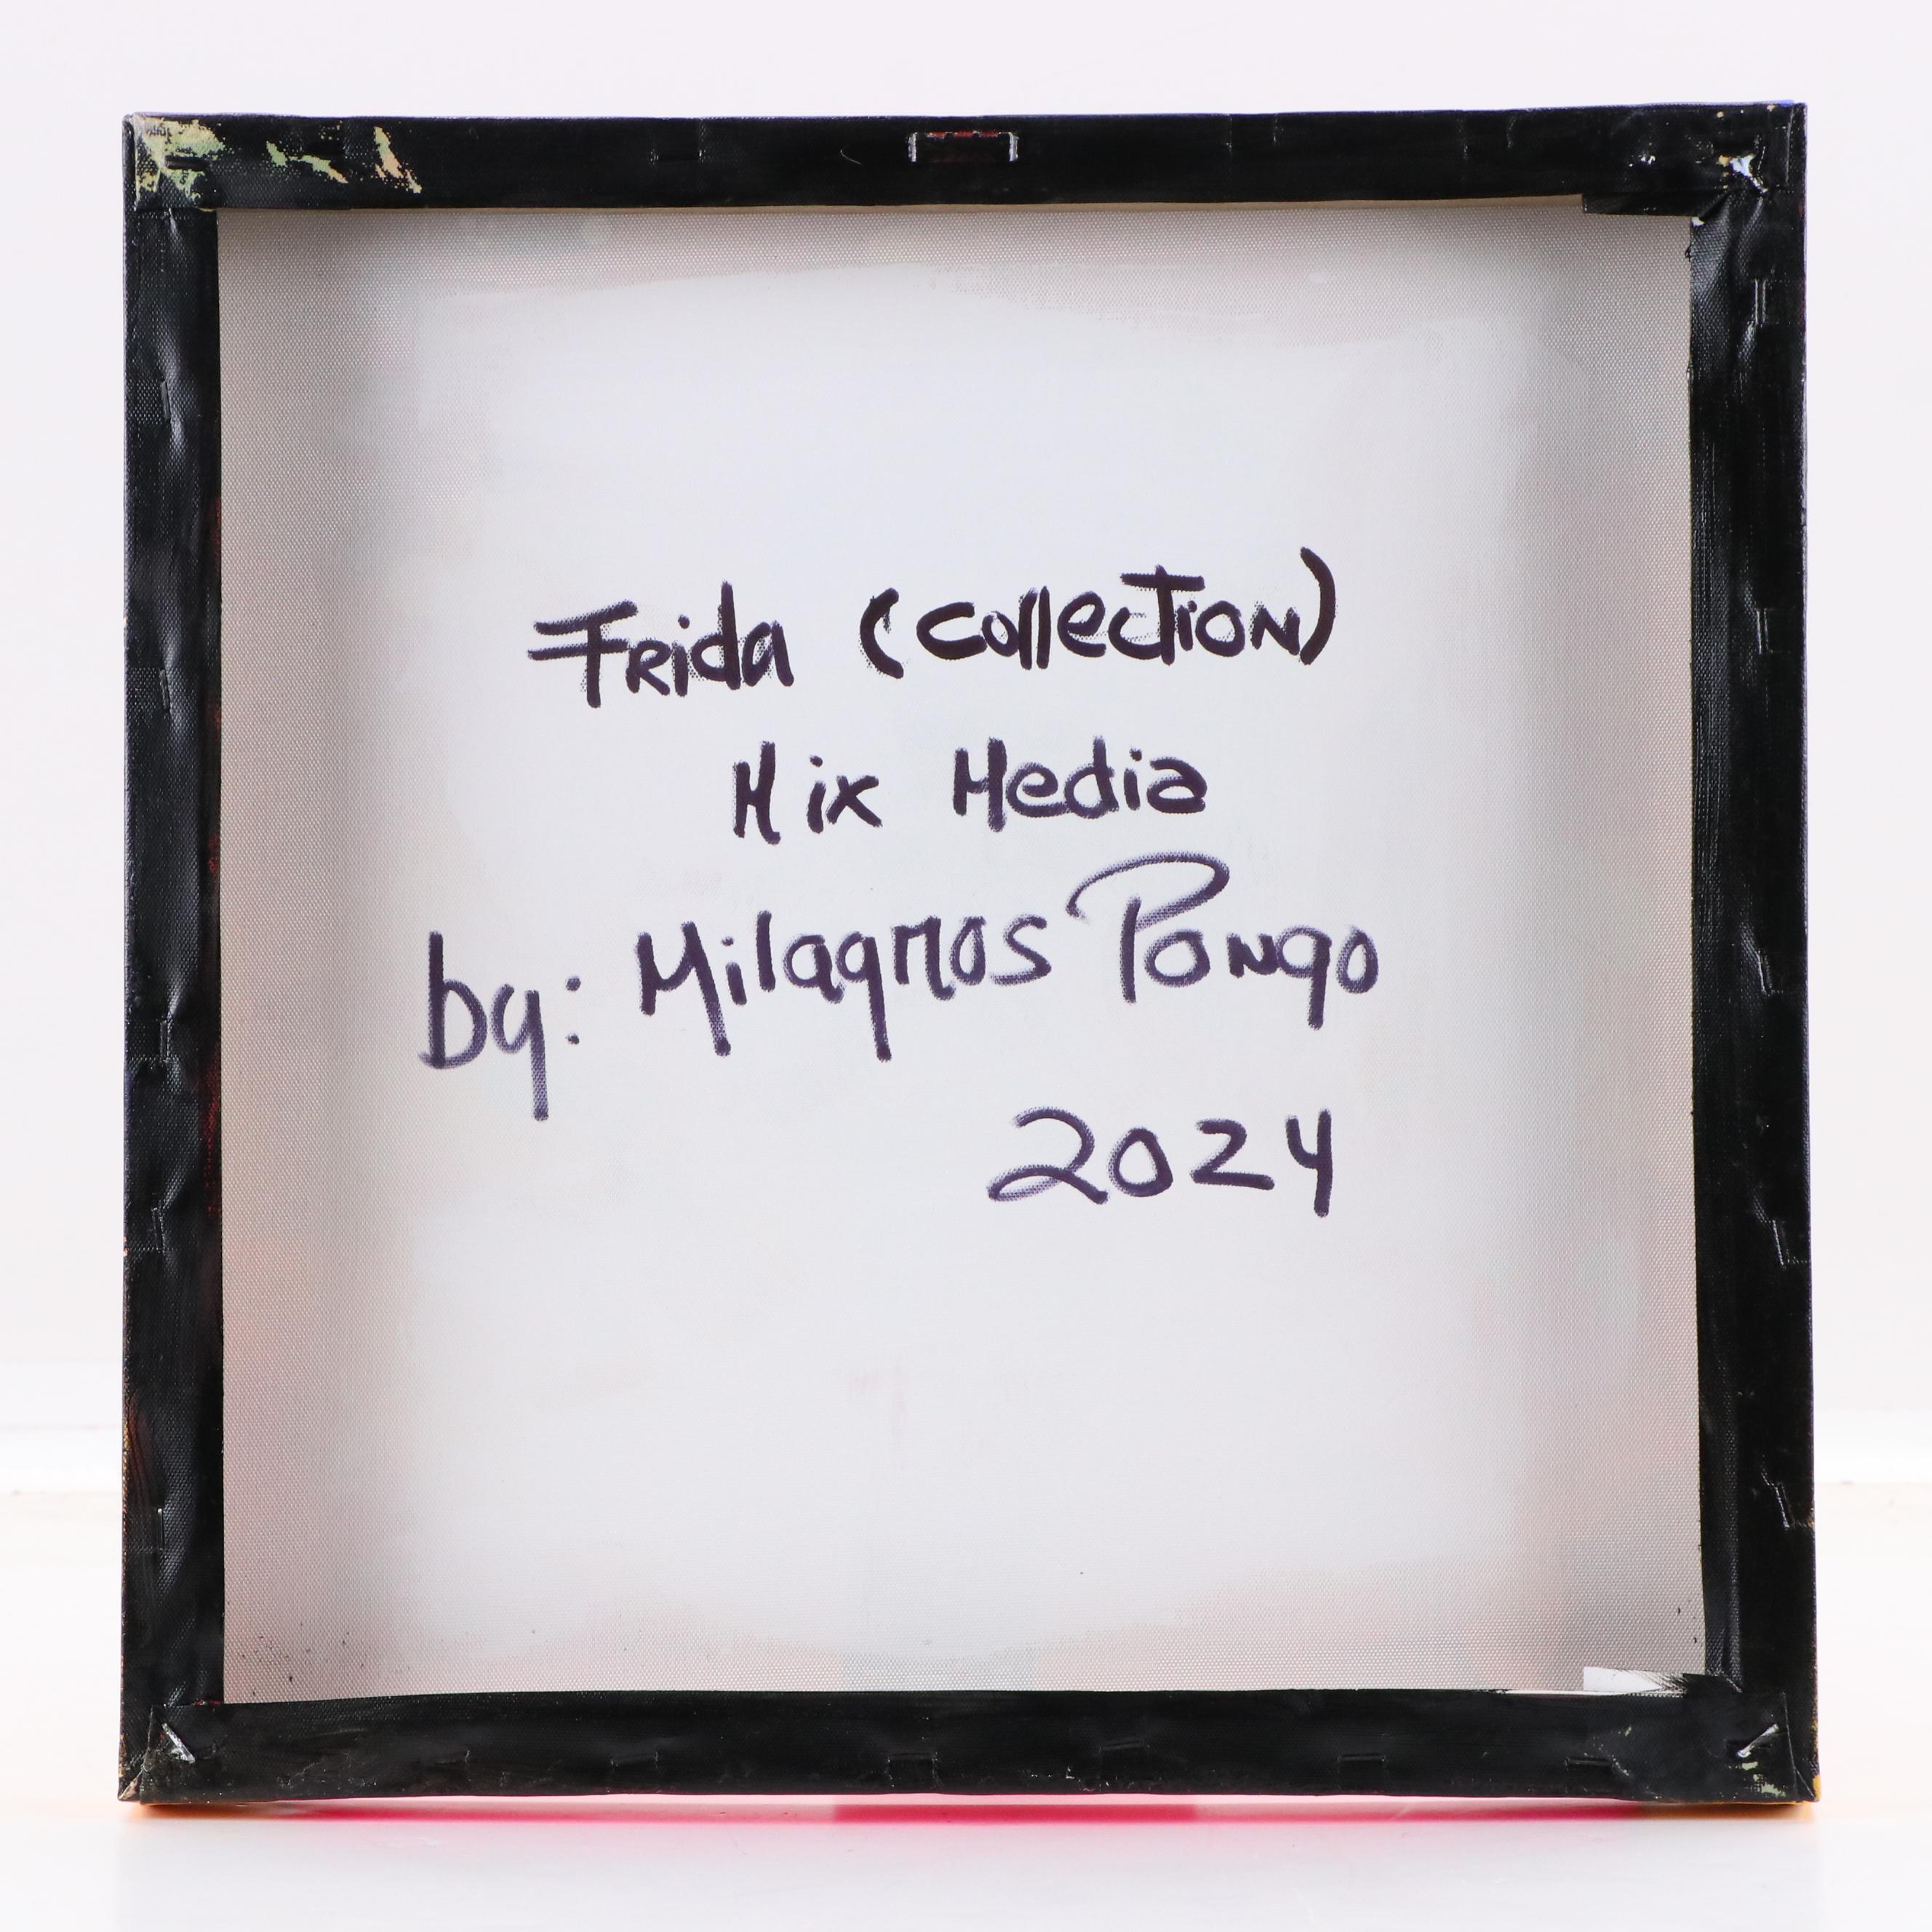 Frida (Collection)
Mix Media
by: Milagros Pongo
2024